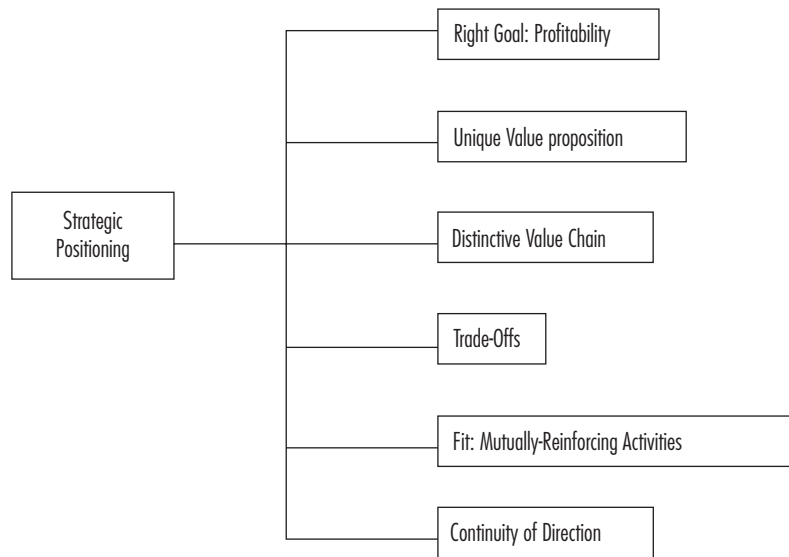 Strategic
Positioning
Right Goal: Profitability
Unique Value proposition
Distinctive Value Chain
Trade-Offs
Fit: Mutually-Reinforcing Activities
Continuity of Direction